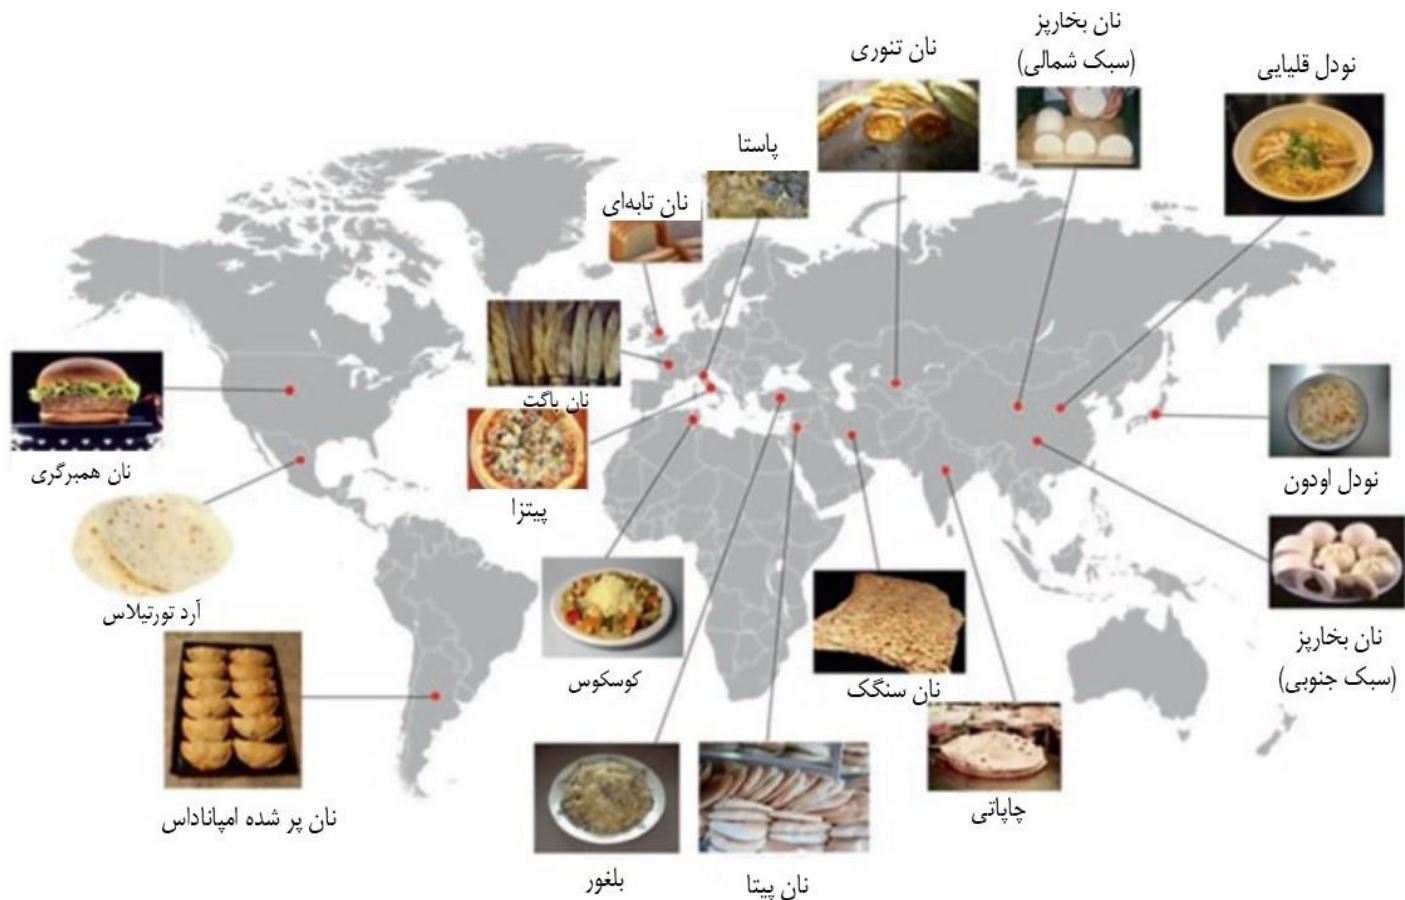 نان بخارپز
(سبک شمالی)
نان تنوری
نودل قلیایی
پاستا
نان تابه‌ای
نان باگت
نان همبرگری
پیتزا
نودل اودون
آرد تورتیلاس
نان بخارپز
(سبک جنوبی)
کوسکوس
نان سنگک
چاپاتی
نان پر شده امپاناداس
بلغور
نان پیتا